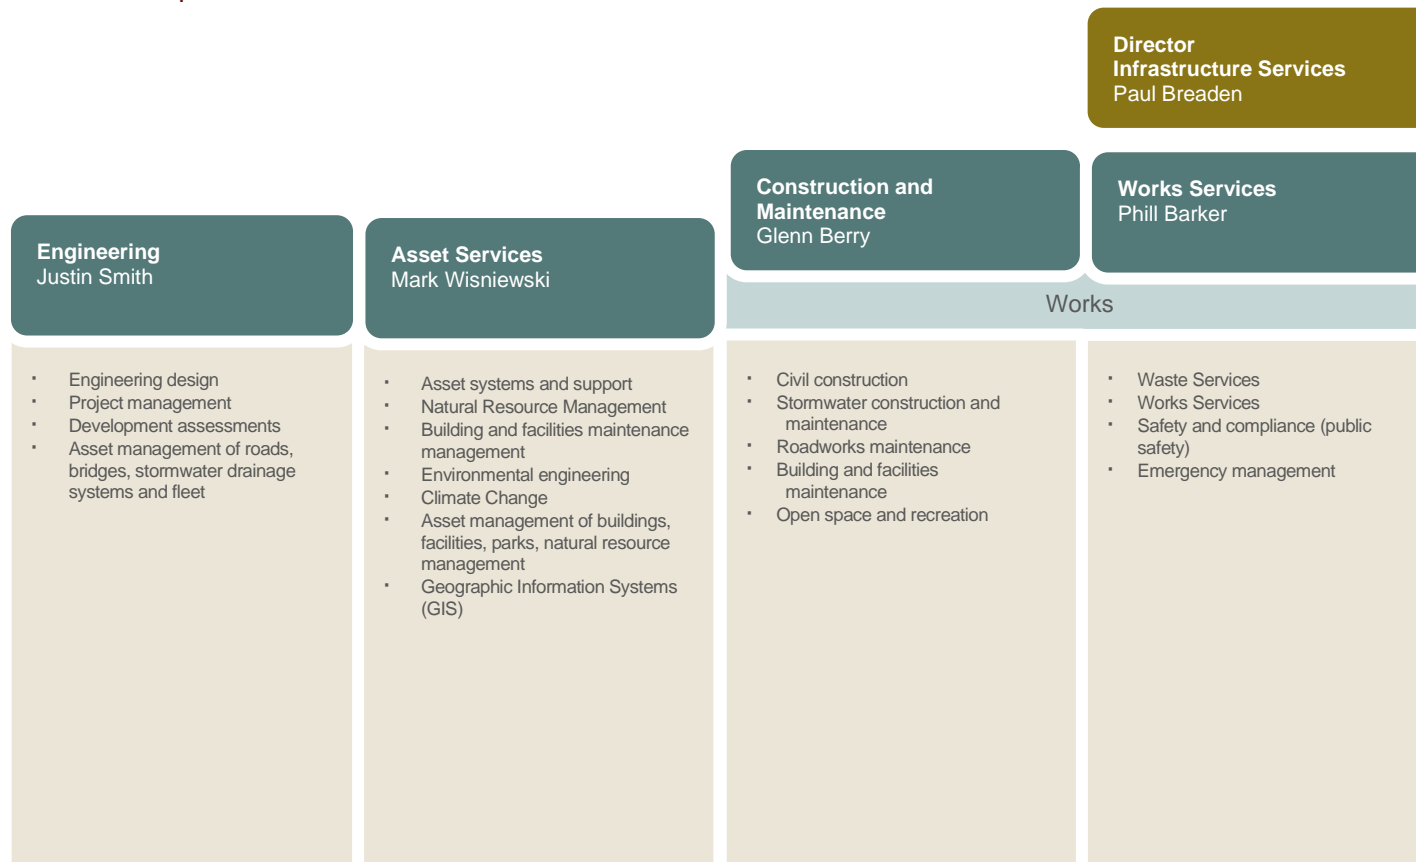 Director
Infrastructure Services
Paul Breaden
Construction and
Maintenance
Glenn Berry
Works Services
Phill Barker
Engineering
Justin Smith
Asset Services
Mark Wisniewski
Works
· Engineering design
· Project management
· Development assessments
· Asset management of roads,
bridges, stormwater drainage
systems and fleet
· Asset systems and support
· Natural Resource Management
· Building and facilities maintenance
management
· Environmental engineering
· Climate Change
· Asset management of buildings,
facilities, parks, natural resource
management
· Geographic Information Systems
(GIS)
· Civil construction
· Stormwater construction and
maintenance
· Roadworks maintenance
· Building and facilities
maintenance
· Open space and recreation
· Waste Services
· Works Services
· Safety and compliance (public
safety)
· Emergency management